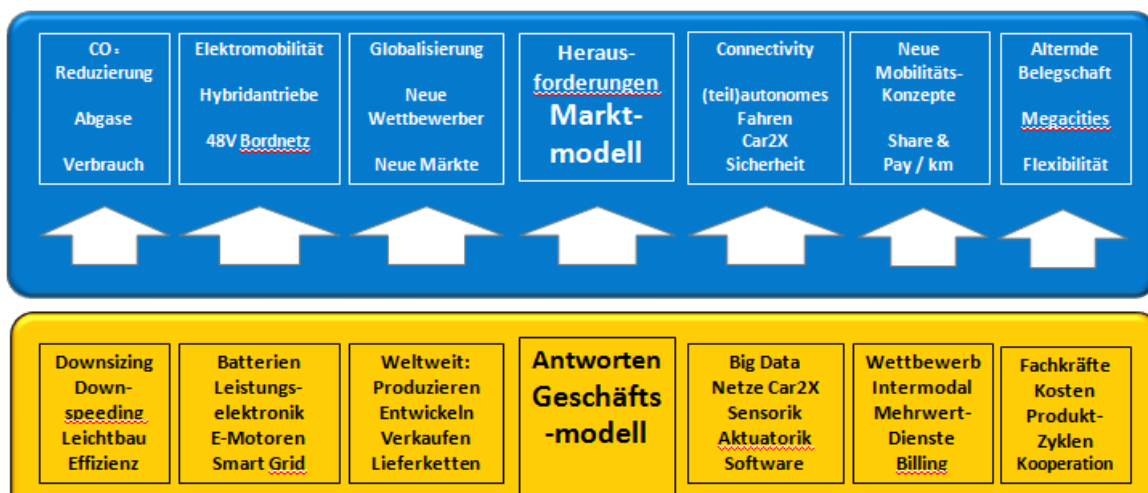 CO₂
Reduzierung
Abgase
Verbrauch
Elektromobilität
Hybridantriebe
48V Bordnetz
Globalisierung
Neue
Wettbewerber
Neue Märkte
Heraus-
forderungen
Markt-
modell
Connectivity
(teil)autonomes
Fahren
Car2X
Sicherheit
Neue
Mobilitäts-
Konzepte
Share &
Pay / km
Alternde
Belegschaft
Megacities
Flexibilität
Downsizing
Down-
speeding
Leichtbau
Effizienz
Batterien
Leistungs-
elektronik
E-Motoren
Smart Grid
Weltweit:
Produzieren
Entwickeln
Verkaufen
Lieferketten
Antworten
Geschäfts
-modell
Big Data
Netze Car2X
Sensorik
Aktuatorik
Software
Wettbewerb
Intermodal
Mehrwert-
Dienste
Billing
Fachkräfte
Kosten
Produkt-
Zyklen
Kooperation